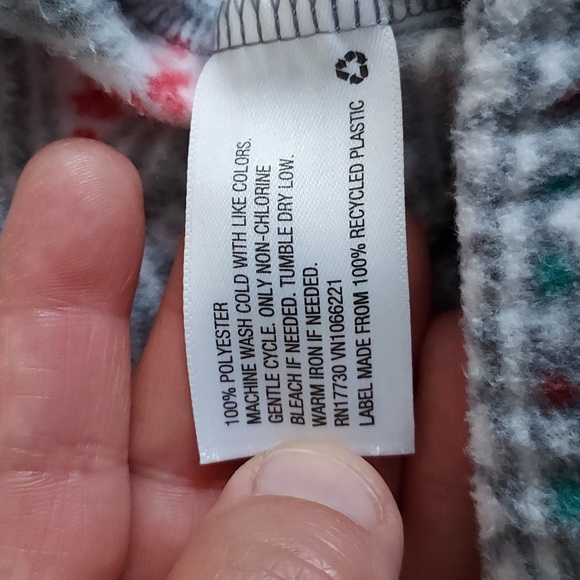 100% POLYESTER
MACHINE WASH COLD WITH LIKE COLORS.
GENTLE CYCLE. ONLY NON-CHLORINE
BLEACH IF NEEDED. TUMBLE DRY LOW.
WARM IRON IF NEEDED.
RN17730 VN1066221
LABEL MADE FROM 100% RECYCLED PLASTIC